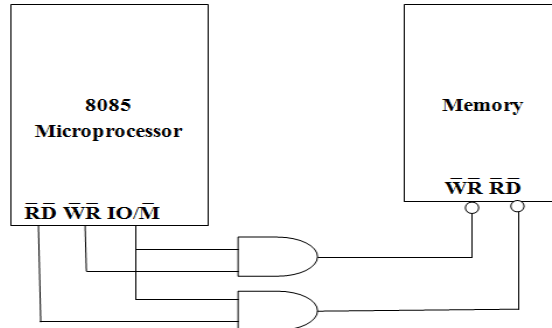 8085
Microprocessor
R̅D̅ W̅R̅ IO/M̅
Memory
W̅R̅ R̅D̅